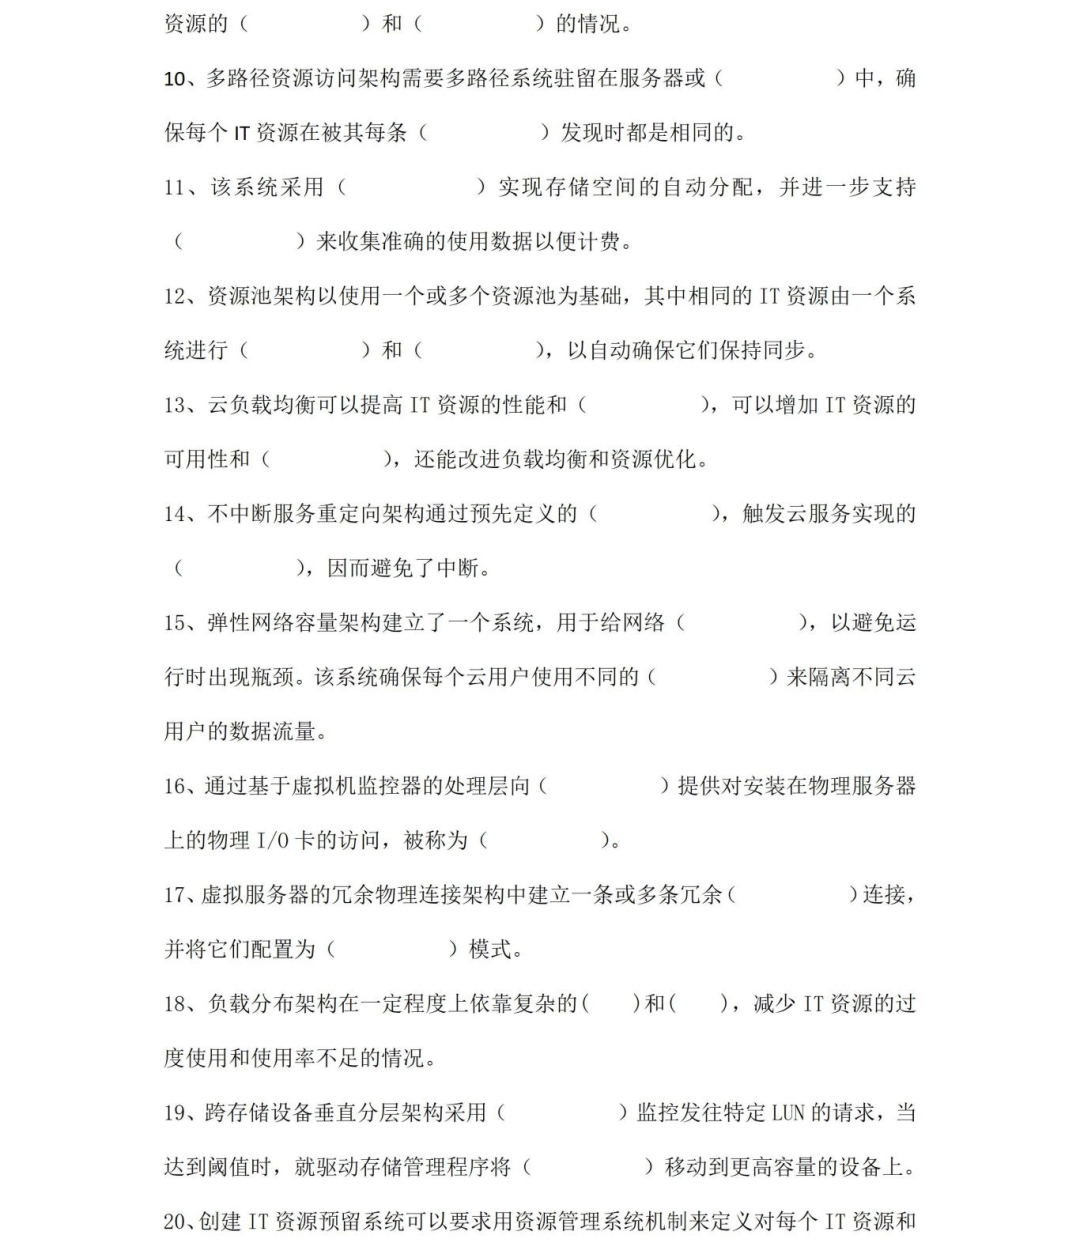 资源的（          ）和（          ）的情况。
10、多路径资源访问架构需要多路径系统驻留在服务器或（          ）中，确
保每个 IT 资源在被其每条（          ）发现时都是相同的。
11、该系统采用（          ）实现存储空间的自动分配，并进一步支持
（          ）来收集准确的使用数据以便计费。
12、资源池架构以使用一个或多个资源池为基础，其中相同的 IT 资源由一个系
统进行（          ）和（          ），以自动确保它们保持同步。
13、云负载均衡可以提高 IT 资源的性能和（          ），可以增加 IT 资源的
可用性和（          ），还能改进负载均衡和资源优化。
14、不中断服务重定向架构通过预先定义的（          ），触发云服务实现的
（          ），因而避免了中断。
15、弹性网络容量架构建立了一个系统，用于给网络（          ），以避免运
行时出现瓶颈。该系统确保每个云用户使用不同的（          ）来隔离不同云
用户的数据流量。
16、通过基于虚拟机监控器的处理层向（          ）提供对安装在物理服务器
上的物理 I/O 卡的访问，被称为（          ）。
17、虚拟服务器的冗余物理连接架构中建立一条或多条冗余（          ）连接，
并将它们配置为（          ）模式。
18、负载分布架构在一定程度上依靠复杂的(    )和(    )，减少 IT 资源的过
度使用和使用率不足的情况。
19、跨存储设备垂直分层架构采用（          ）监控发往特定 LUN 的请求，当
达到阈值时，就驱动存储管理程序将（          ）移动到更高容量的设备上。
20、创建 IT 资源预留系统可以要求用资源管理系统机制来定义对每个 IT 资源和